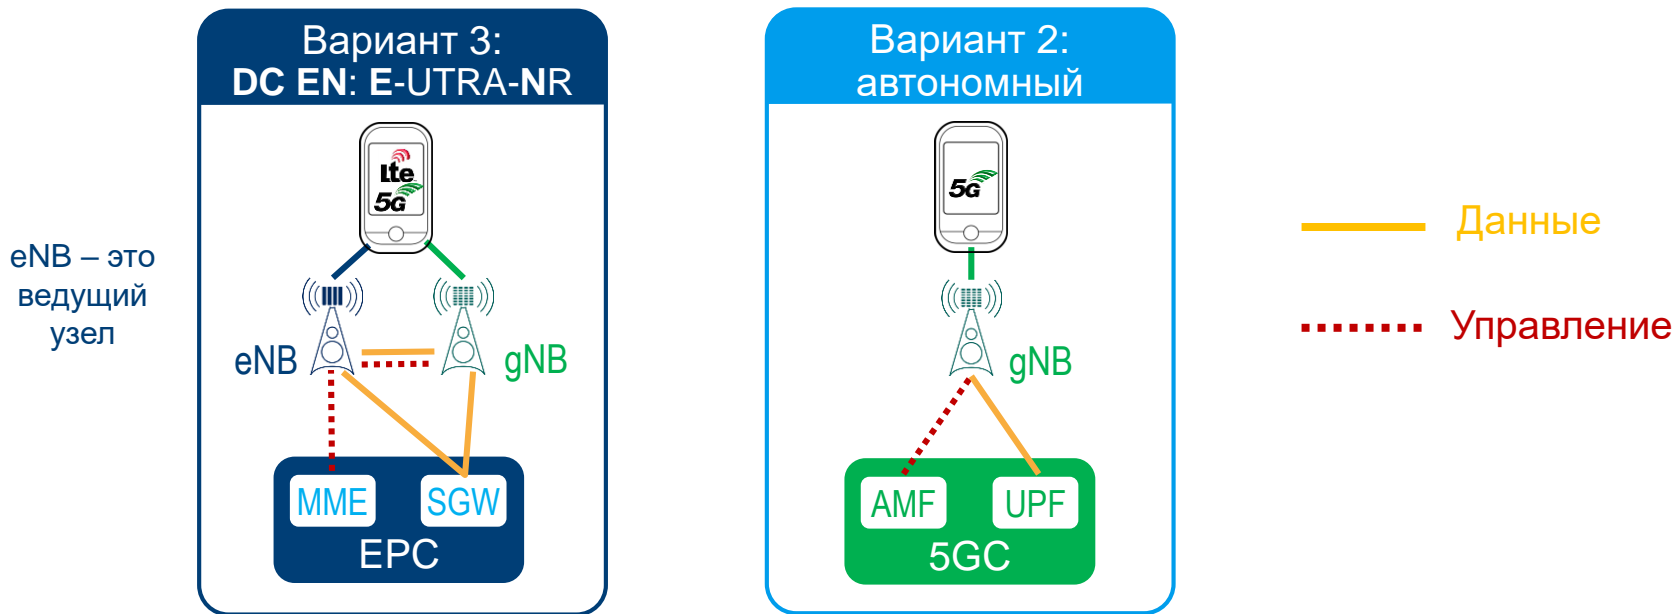 Вариант 3:
DC EN: E-UTRA-NR
lte
5G
eNB – это
ведущий
узел
eNB
gNB
MME
SGW
EPC
Вариант 2:
автономный
5G
gNB
AMF
UPF
5GC
Данные
Управление